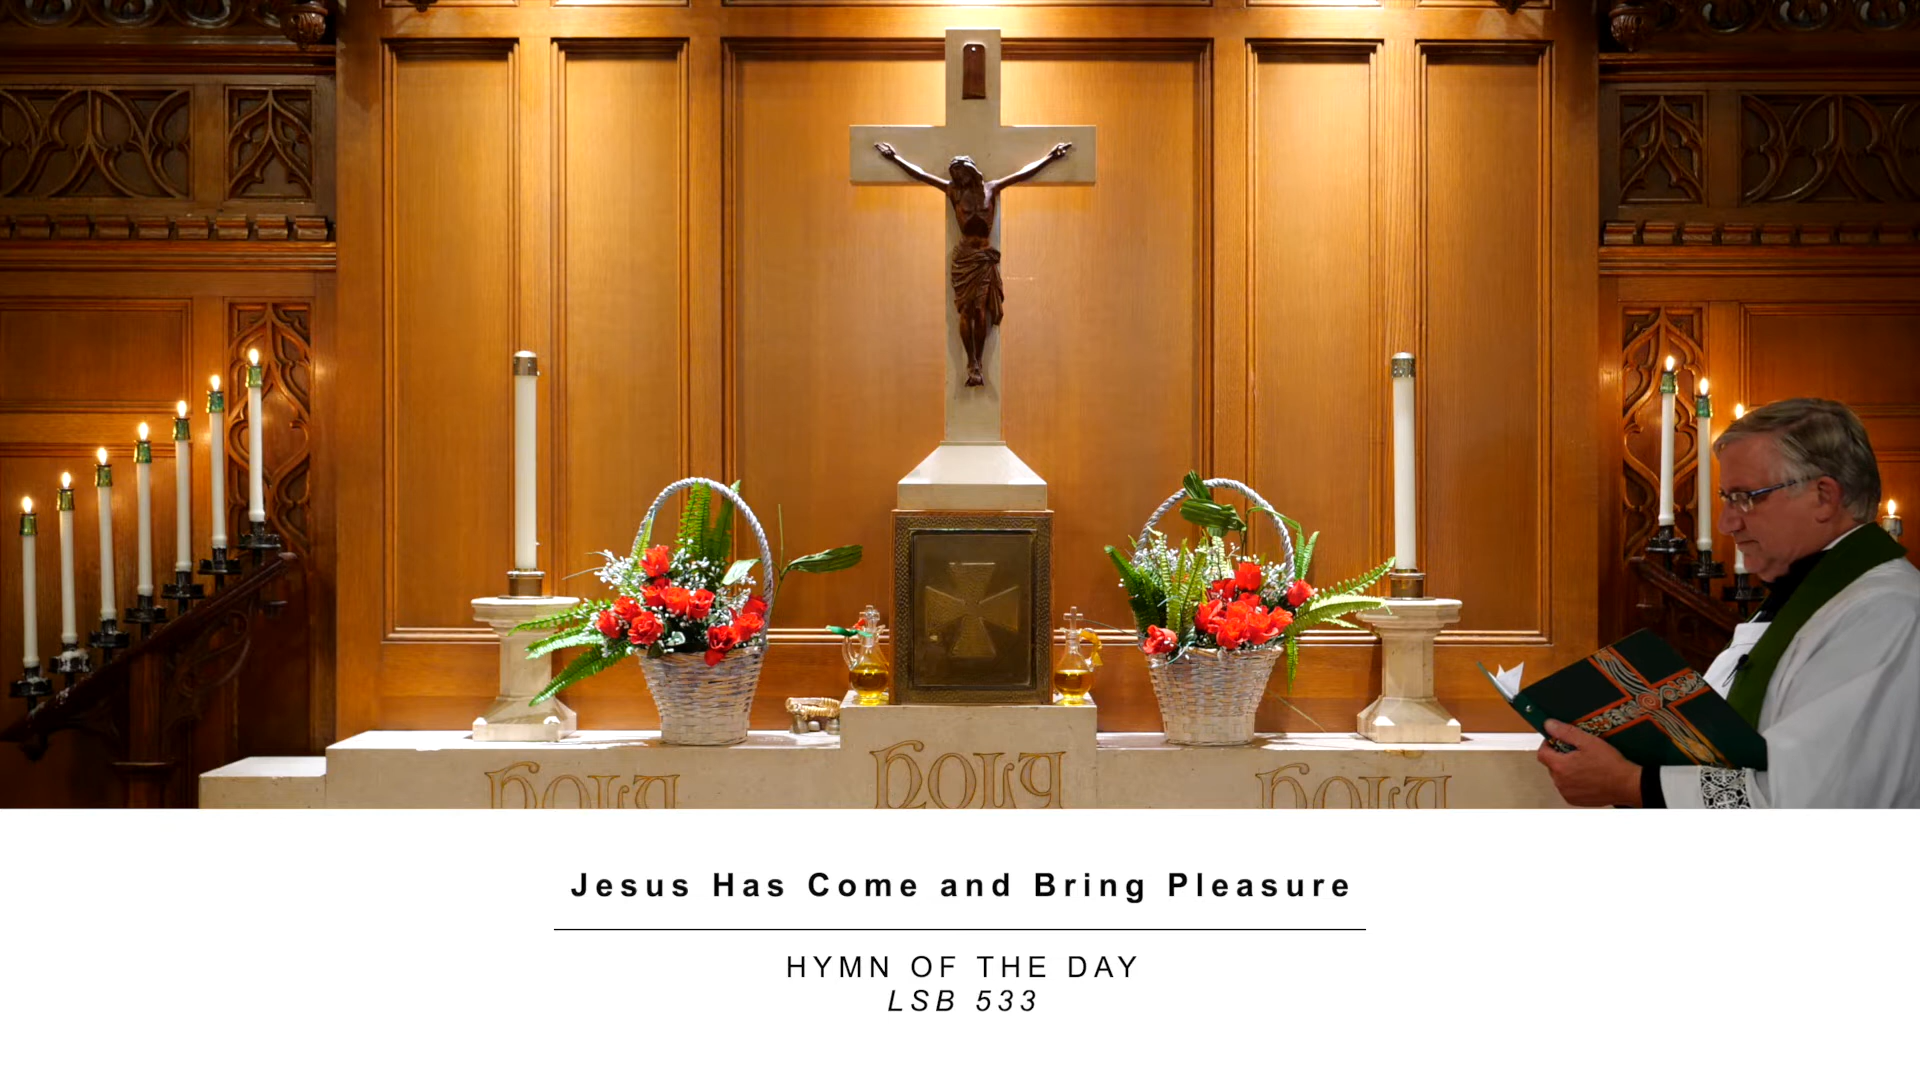 HOLY HOLY HOLY
Jesus Has Come and Bring Pleasure
HYMN OF THE DAY
LSB 533